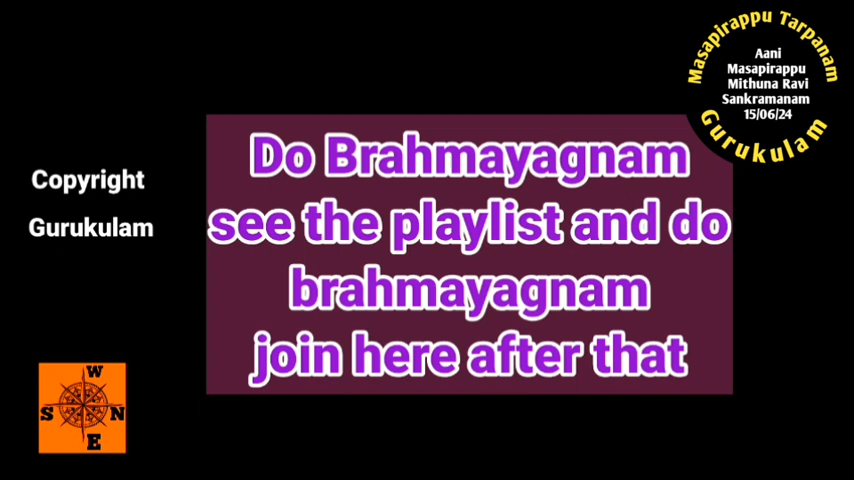 Masapirappu Tarpanam
Aani
Masapirappu
Mithuna Ravi
Sankramanam
15/06/24
Gurukulam
Do Brahmayagnam
see the playlist and do
brahmayagnam
join here after that
Copyright
Gurukulam
W
S N
E